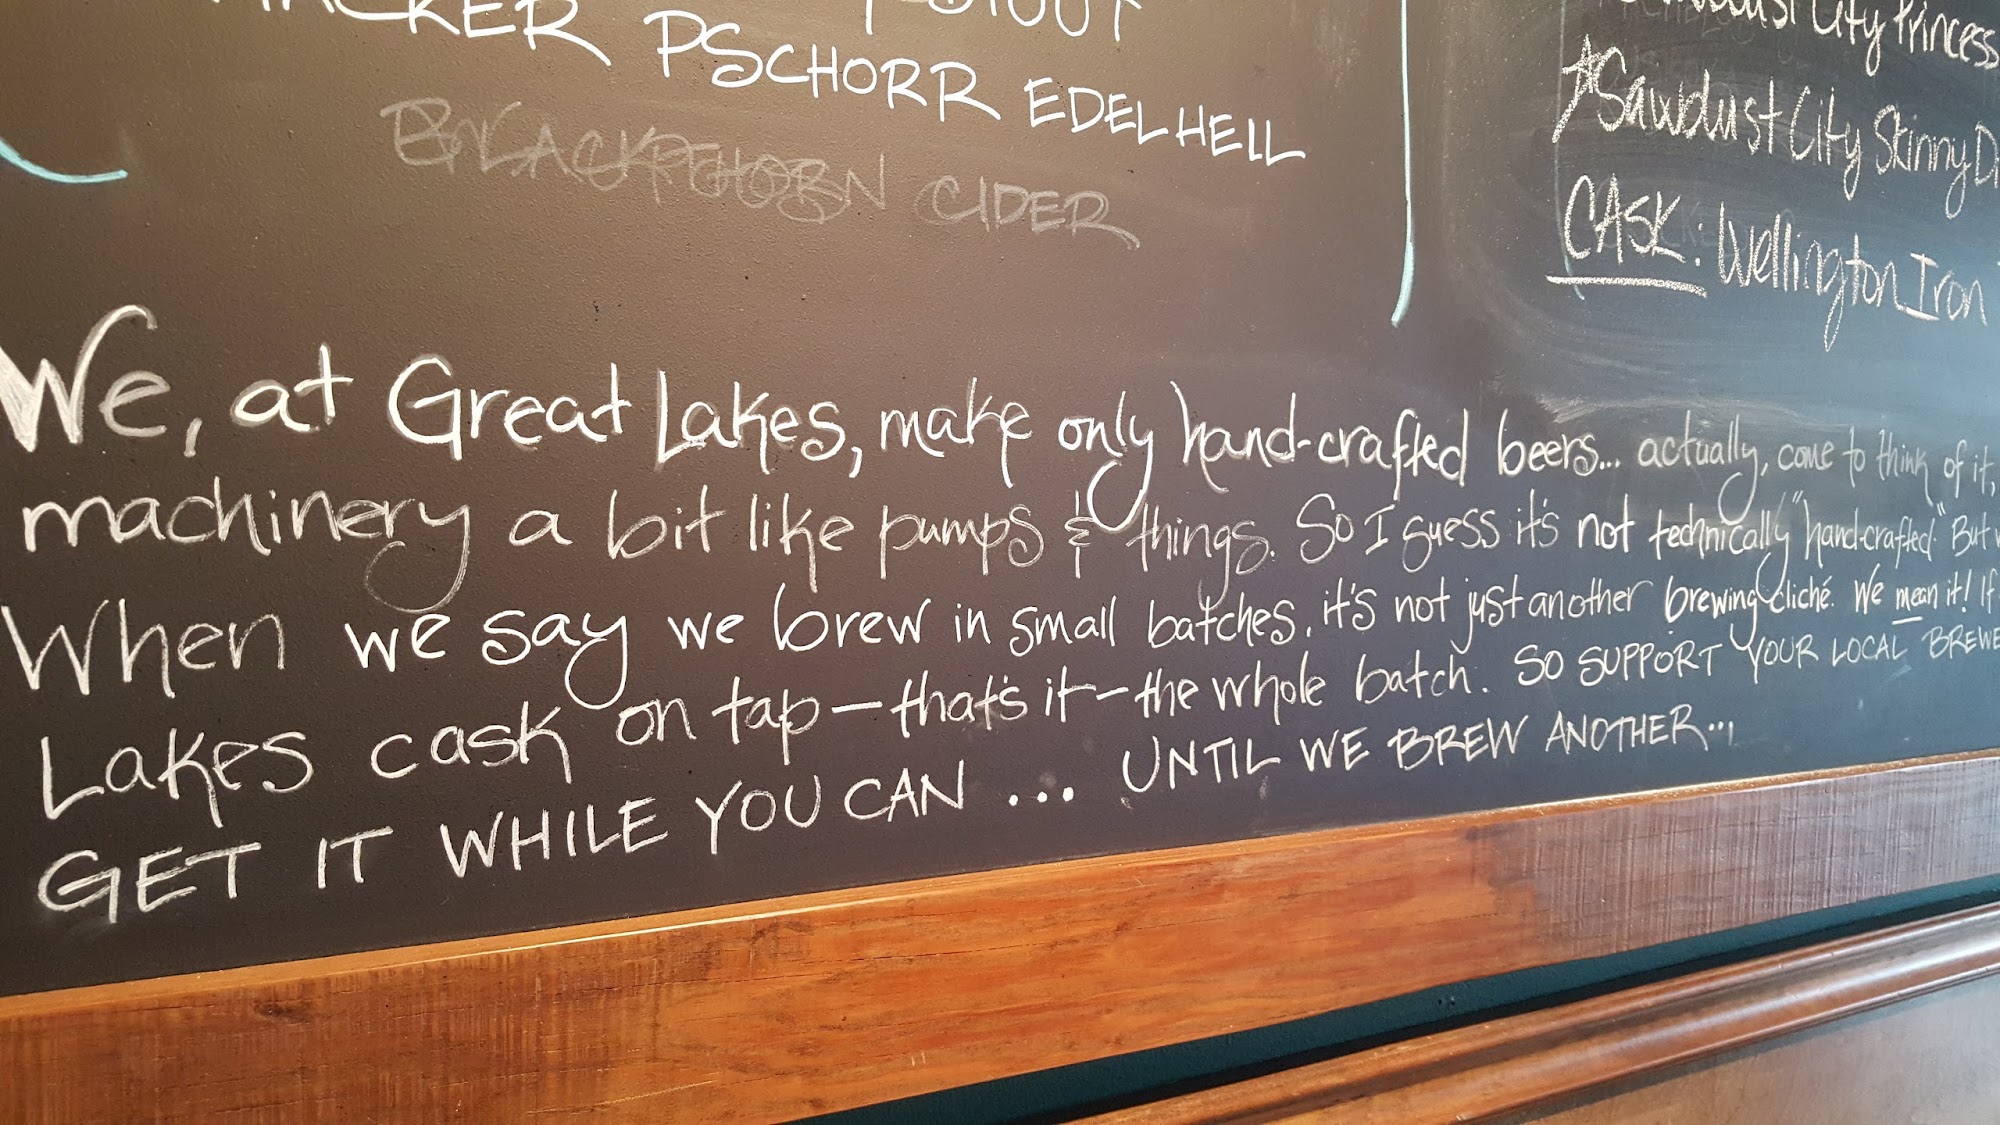 STOUT
HACKER PSCHORR EDELHELL
BLACKTHORN CIDER
Sawdust City Princess
*Sawdust City Skinny
CASK: Wellington Iron
We, at Great Lakes, make only hand-crafted beers... actually, come to think of it,
machinery a bit like pumps & things. So I guess it's not technically "hand-crafted." But
When we say we brew in small batches, it's not just another brewing cliché. We mean it! If
Lakes cask on tap—that's it—the whole batch. SO SUPPORT YOUR LOCAL
GET IT WHILE YOU CAN ... UNTIL WE BREW ANOTHER...